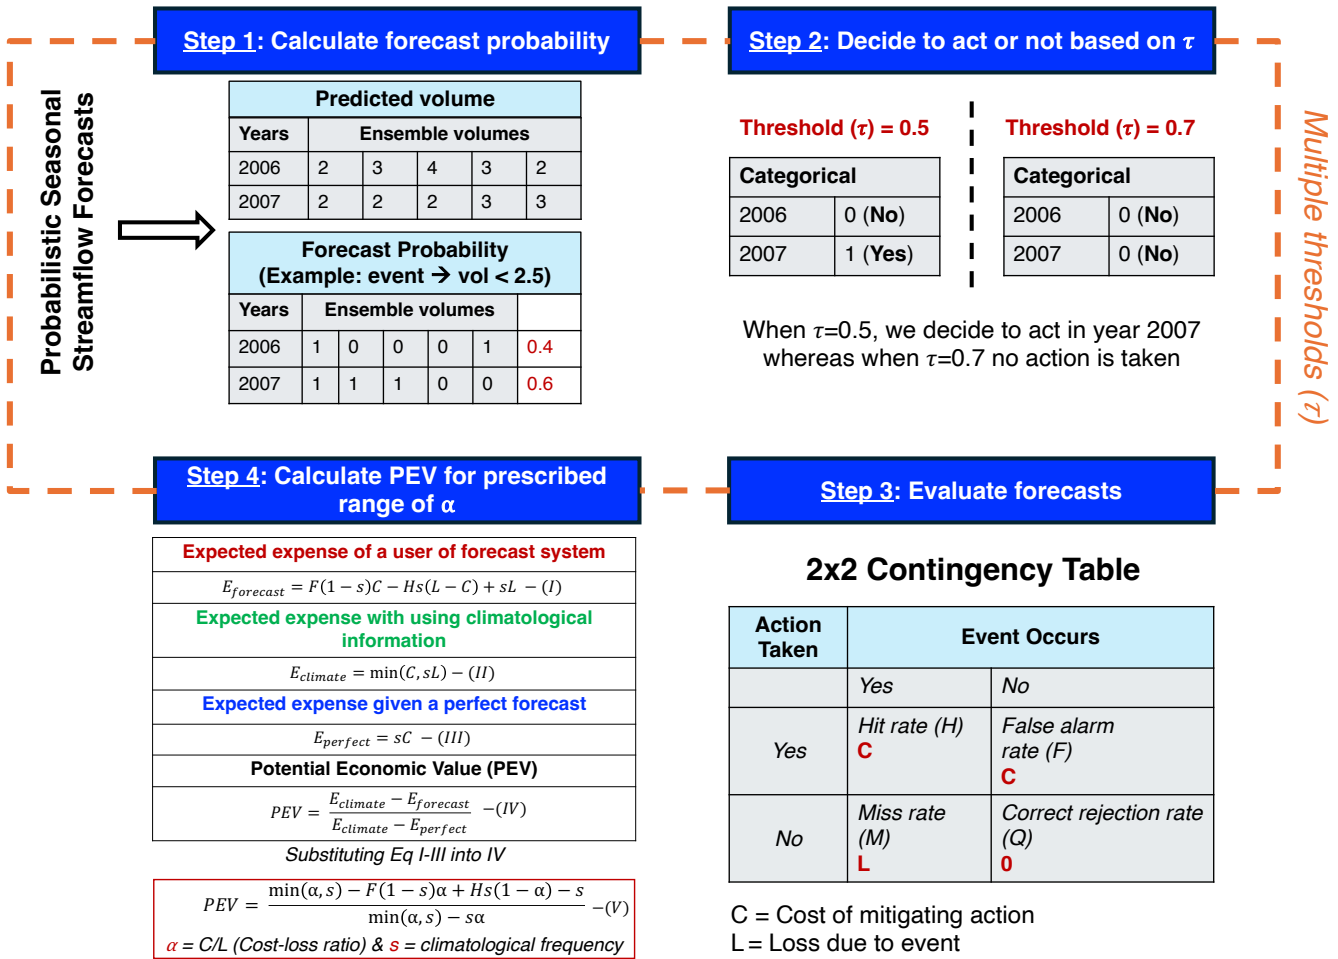 Probabilistic Seasonal
Streamflow Forecasts
Step 1: Calculate forecast probability
Predicted volume
Years Ensemble volumes
2006 2 3 4 3 2
2007 2 2 2 3 3
Forecast Probability
(Example: event → vol < 2.5)
Years Ensemble volumes
2006 1 0 0 0 1 0.4
2007 1 1 1 0 0 0.6
Step 2: Decide to act or not based on τ
Threshold (τ) = 0.5
Categorical
2006 0 (No)
2007 1 (Yes)
Threshold (τ) = 0.7
Categorical
2006 0 (No)
2007 0 (No)
When τ=0.5, we decide to act in year 2007
whereas when τ=0.7 no action is taken
Multiple thresholds (τ)
Step 3: Evaluate forecasts
2x2 Contingency Table
Action
Taken
Event Occurs
Yes No
Yes
Hit rate (H)
C
False alarm
rate (F)
C
No
Miss rate
(M)
L
Correct rejection rate
(Q)
0
C = Cost of mitigating action
L = Loss due to event
Step 4: Calculate PEV for prescribed
range of α
Expected expense of a user of forecast system
E_forecast = F(1 − s)C − Hs(L − C) + sL − (I)
Expected expense with using climatological
information
E_climate = min(C, sL) − (II)
Expected expense given a perfect forecast
E_perfect = sC − (III)
Potential Economic Value (PEV)
PEV = (E_climate − E_forecast) / (E_climate − E_perfect) −(IV)
Substituting Eq I-III into IV
PEV = (min(α, s) − F(1 − s)α + Hs(1 − α) − s) / (min(α, s) − sα) −(V)
α = C/L (Cost-loss ratio) & s = climatological frequency